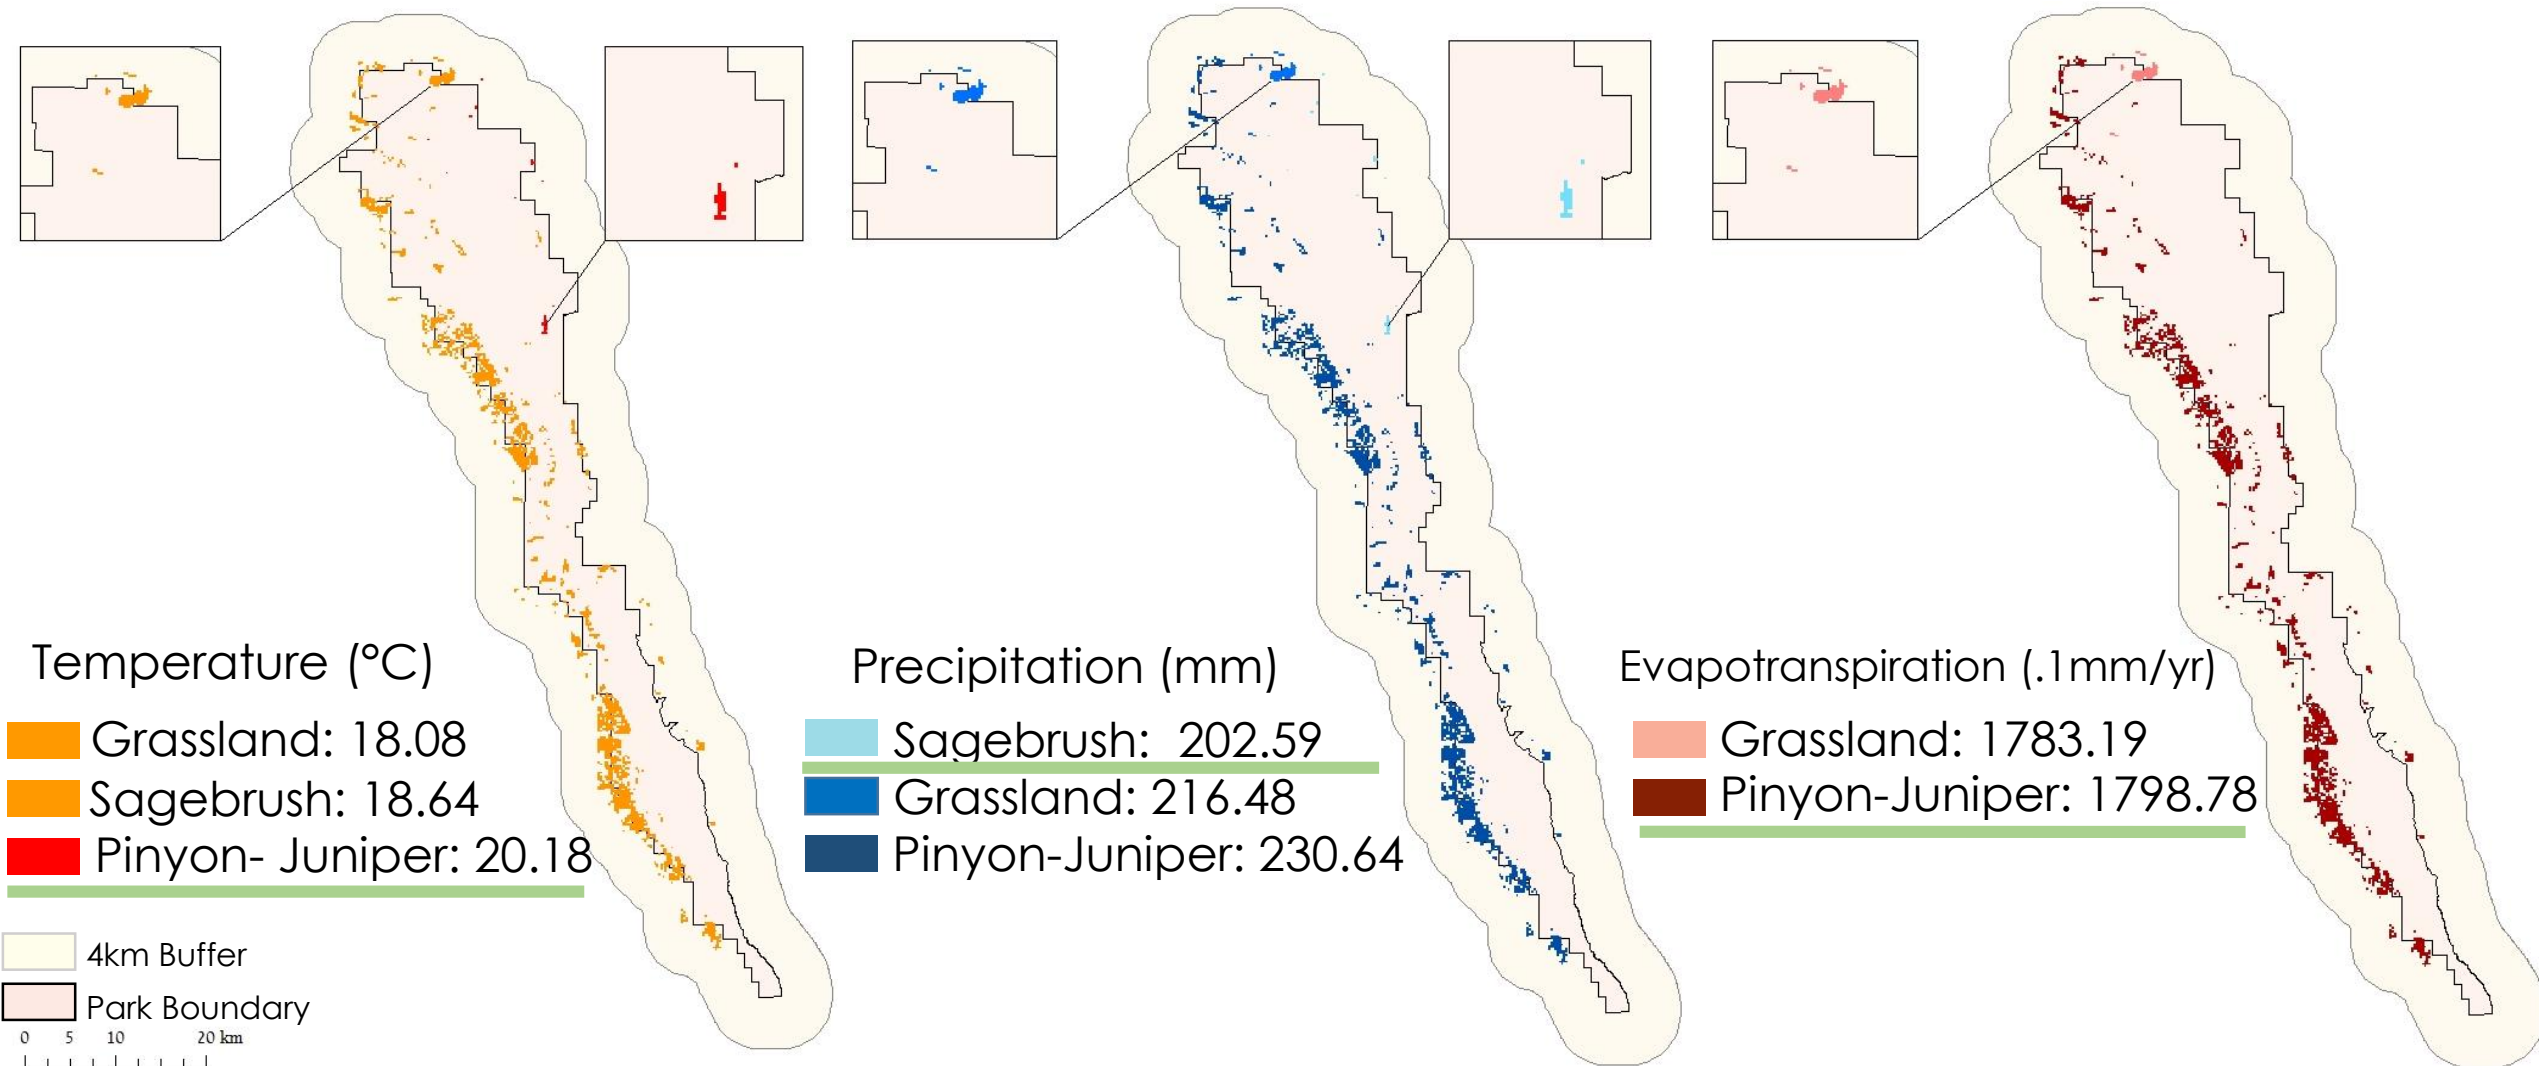 Temperature (°C)
Grassland: 18.08
Sagebrush: 18.64
Pinyon- Juniper: 20.18
4km Buffer
Park Boundary
0 5 10 20 km
Precipitation (mm)
Sagebrush: 202.59
Grassland: 216.48
Pinyon-Juniper: 230.64
Evapotranspiration (.1mm/yr)
Grassland: 1783.19
Pinyon-Juniper: 1798.78